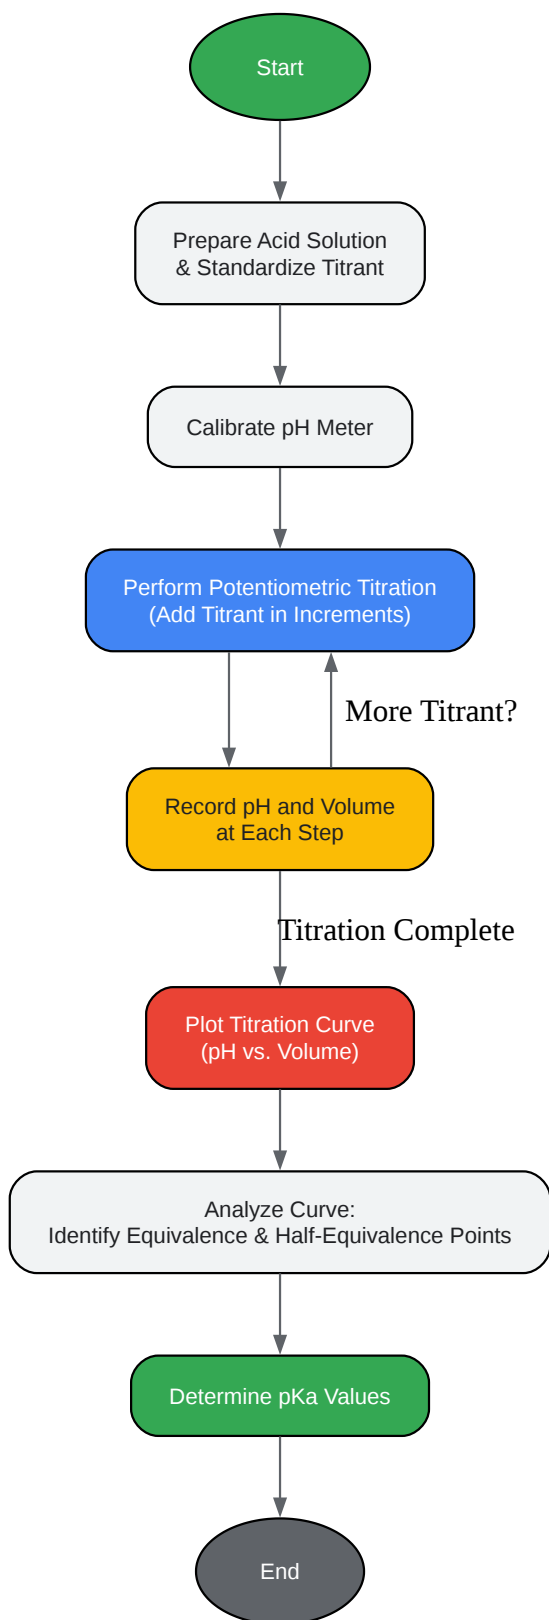 Start
Prepare Acid Solution
& Standardize Titrant
Calibrate pH Meter
Perform Potentiometric Titration
(Add Titrant in Increments)
More Titrant?
Record pH and Volume
at Each Step
Titration Complete
Plot Titration Curve
(pH vs. Volume)
Analyze Curve:
Identify Equivalence & Half-Equivalence Points
Determine pKa Values
End